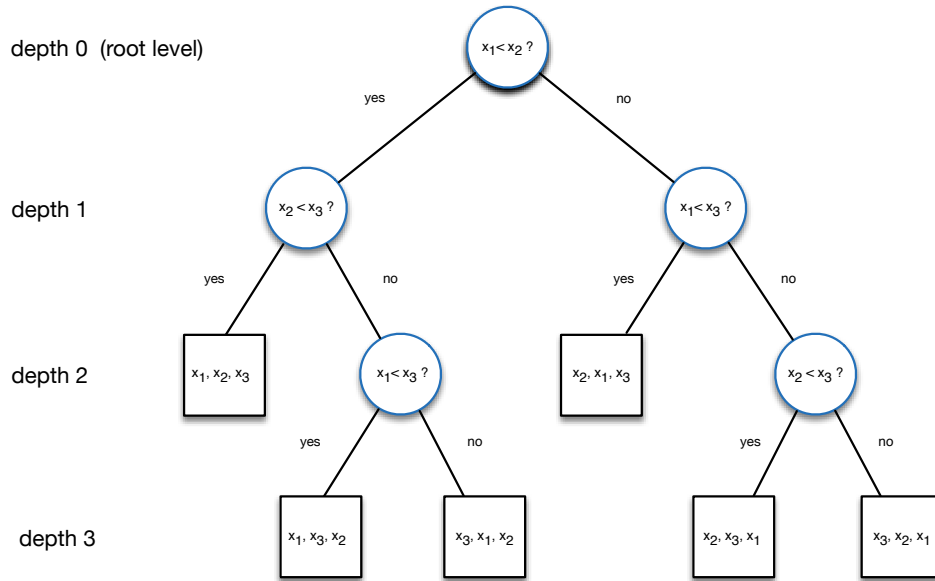 depth 0 (root level)
x₁ < x₂ ?
yes
no
depth 1
x₂ < x₃ ?
x₁ < x₃ ?
yes
no
yes
no
depth 2
x₁, x₂, x₃
x₁ < x₃ ?
x₂, x₁, x₃
x₂ < x₃ ?
yes
no
yes
no
depth 3
x₁, x₃, x₂
x₃, x₁, x₂
x₂, x₃, x₁
x₃, x₂, x₁